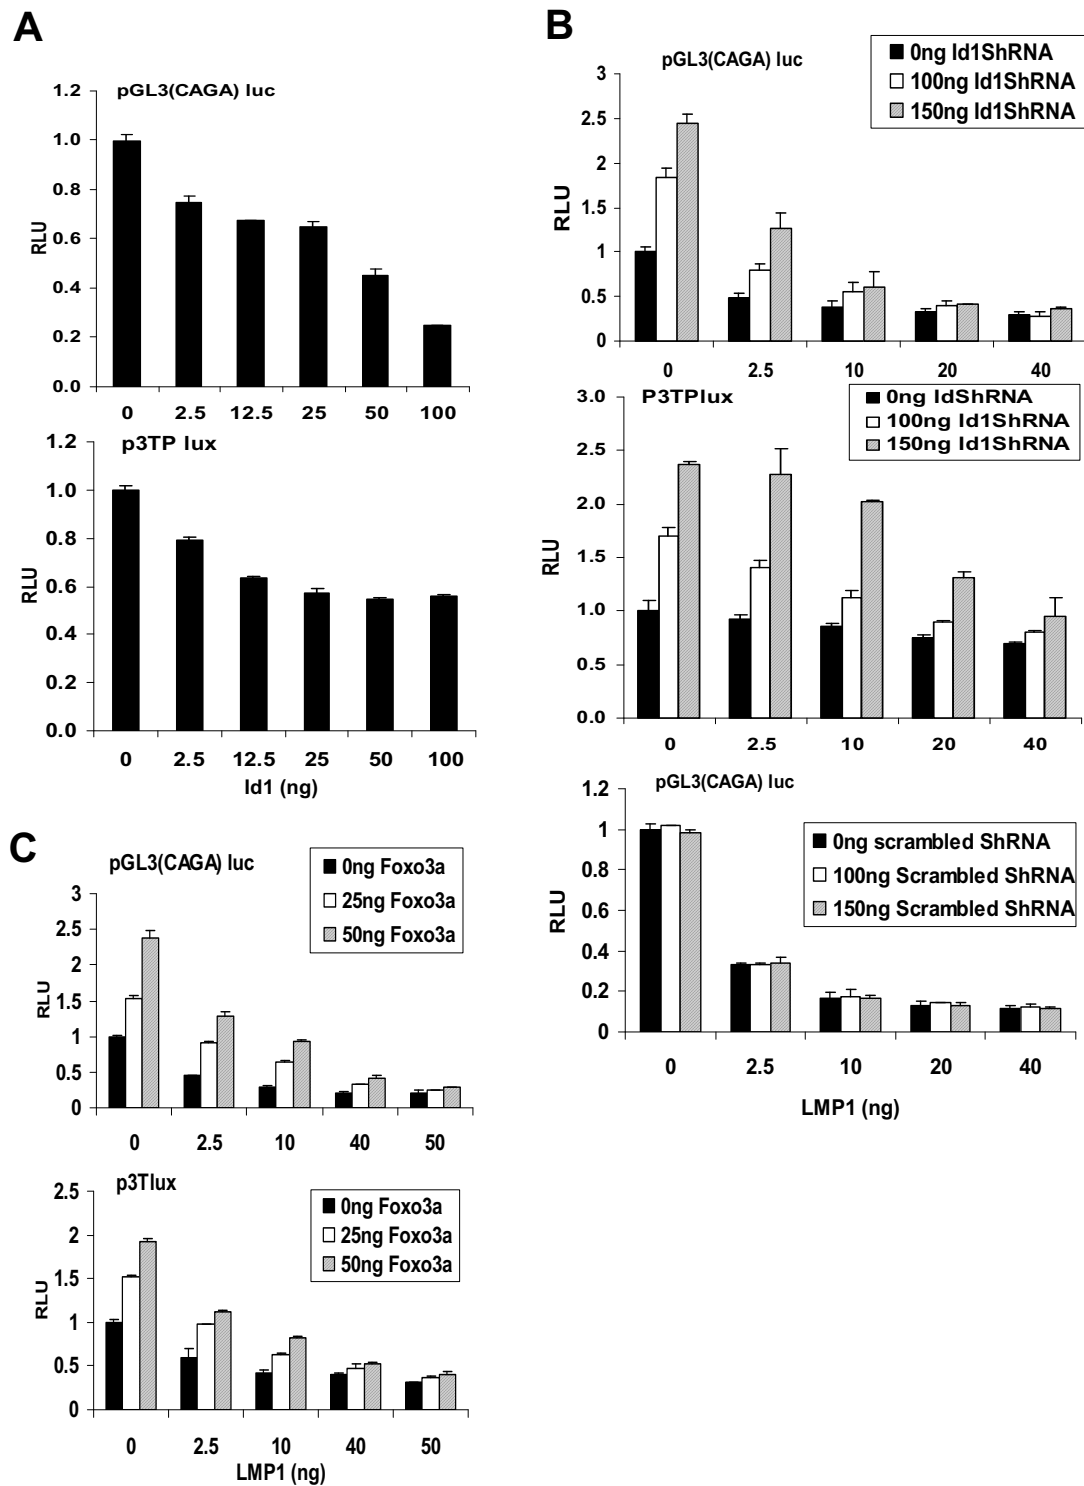 A
pGL3(CAGA) luc
1.2
1.0
0.8
0.6
0.4
0.2
0.0
RLU
0 2.5 12.5 25 50 100
p3TP lux
1.2
1.0
0.8
0.6
0.4
0.2
0.0
RLU
0 2.5 12.5 25 50 100
Id1 (ng)
B
pGL3(CAGA) luc
0ng Id1ShRNA
100ng Id1ShRNA
150ng Id1ShRNA
3
2.5
2
1.5
1
0.5
0
RLU
0 2.5 10 20 40
P3TPlux
0ng IdShRNA
100ng Id1ShRNA
150ng Id1ShRNA
3.0
2.5
2.0
1.5
1.0
0.5
0.0
RLU
0 2.5 10 20 40
pGL3(CAGA) luc
0ng scrambled ShRNA
100ng Scrambled ShRNA
150ng Scrambled ShRNA
1.2
1
0.8
0.6
0.4
0.2
0
RLU
0 2.5 10 20 40
LMP1 (ng)
C
pGL3(CAGA) luc
0ng Foxo3a
25ng Foxo3a
50ng Foxo3a
3
2.5
2
1.5
1
0.5
0
RLU
0 2.5 10 40 50
p3Tlux
0ng Foxo3a
25ng Foxo3a
50ng Foxo3a
2.5
2
1.5
1
0.5
0
RLU
0 2.5 10 40 50
LMP1 (ng)